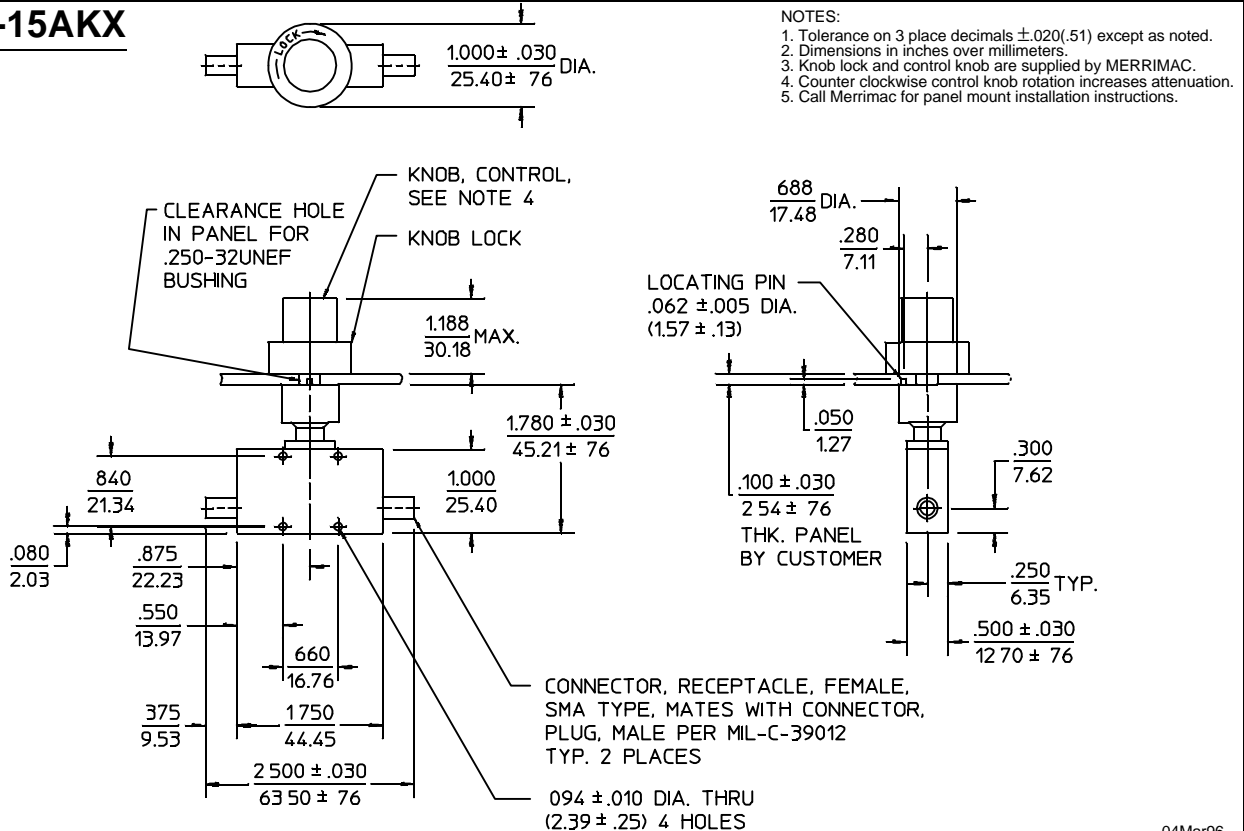 -15AKX
NOTES:
1. Tolerance on 3 place decimals ±.020(.51) except as noted.
2. Dimensions in inches over millimeters.
3. Knob lock and control knob are supplied by MERRIMAC.
4. Counter clockwise control knob rotation increases attenuation.
5. Call Merrimac for panel mount installation instructions.
LOCK
1.000± .030
25.40± 76
DIA.
KNOB, CONTROL,
SEE NOTE 4
KNOB LOCK
CLEARANCE HOLE
IN PANEL FOR
.250-32UNEF
BUSHING
1.188
30.18
MAX.
1.780 ±.030
45.21± 76
1.000
25.40
840
21.34
.080
2.03
.875
22.23
.550
13.97
660
16.76
375
9.53
1750
44.45
2 500 ± .030
63 50 ± 76
CONNECTOR, RECEPTACLE, FEMALE,
SMA TYPE, MATES WITH CONNECTOR,
PLUG, MALE PER MIL-C-39012
TYP. 2 PLACES
094 ±.010 DIA. THRU
(2.39 ± .25) 4 HOLES
688
17.48
DIA.
.280
7.11
LOCATING PIN
.062 ±.005 DIA.
(1.57 ± .13)
.050
1.27
.100 ± .030
2 54 ± 76
THK. PANEL
BY CUSTOMER
.300
7.62
.250
6.35
TYP.
.500 ± .030
12 70 ± 76
04Mar96